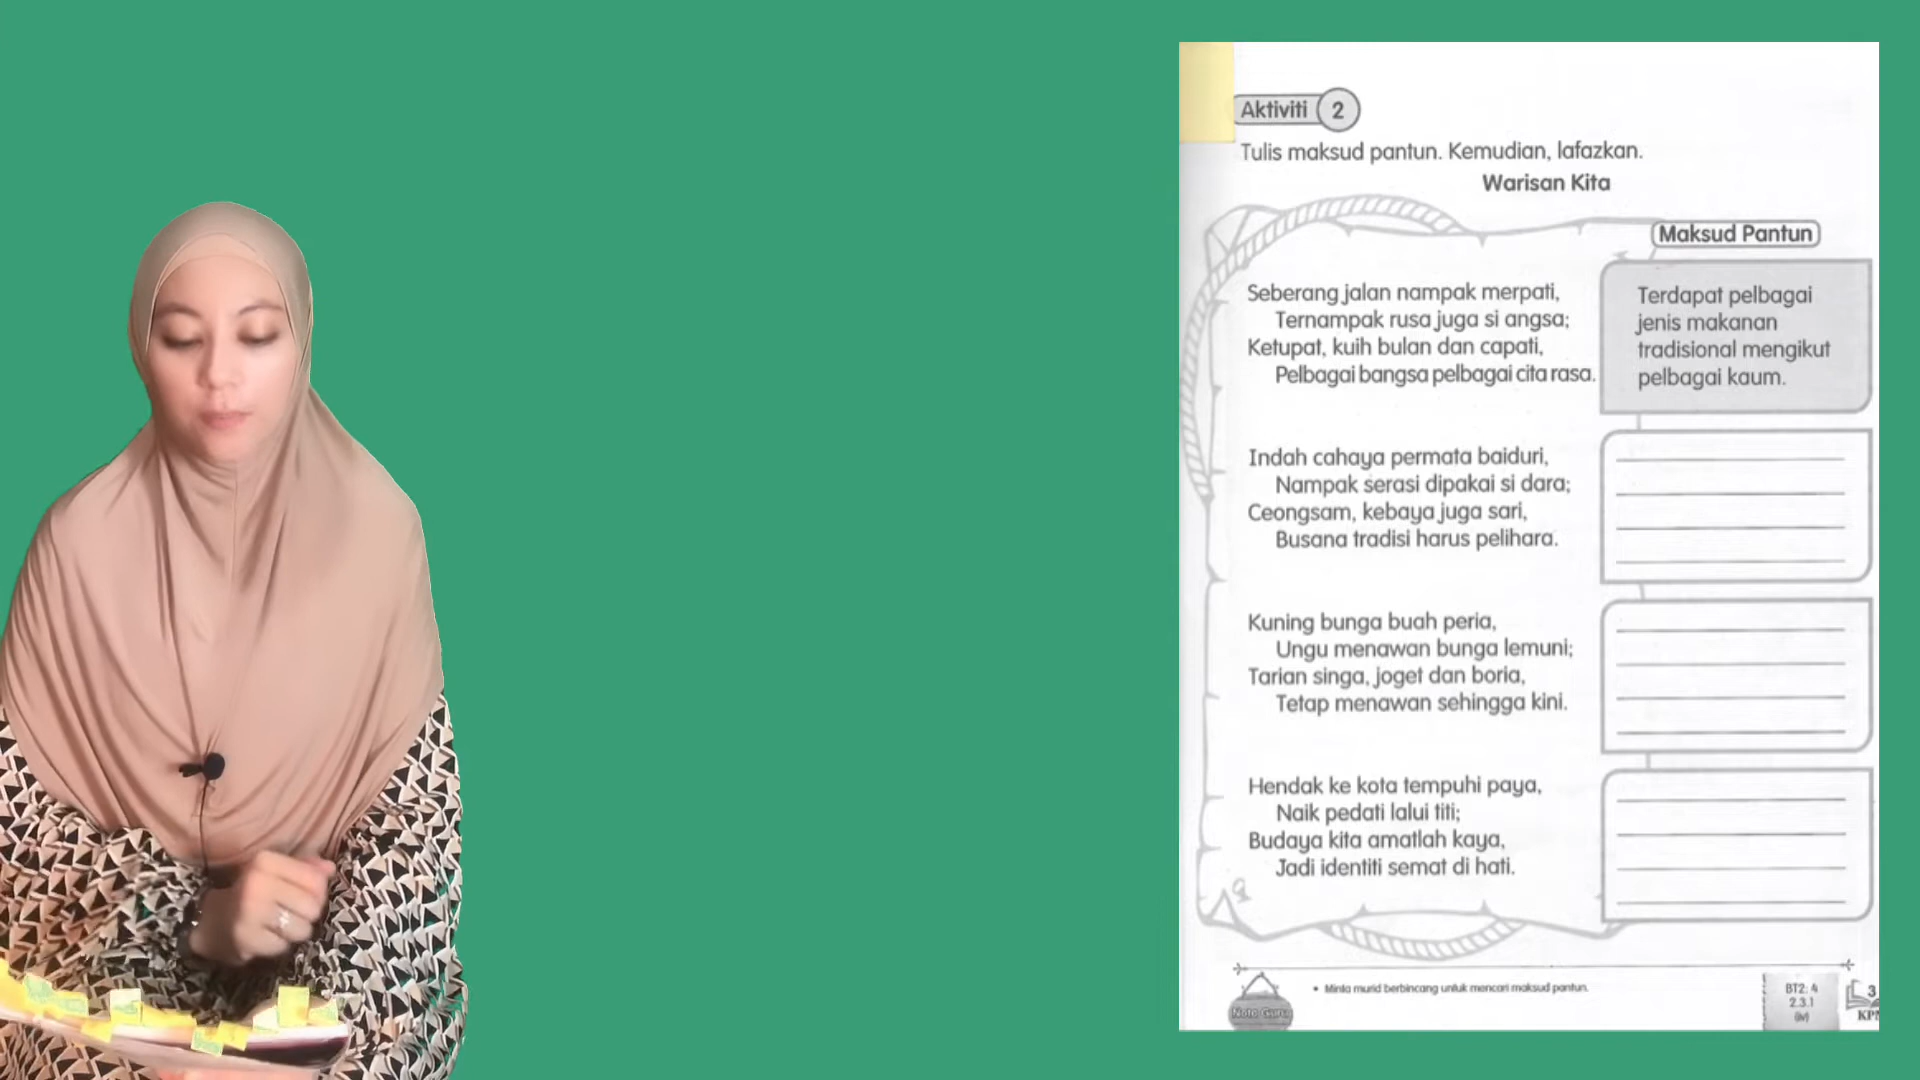 Aktiviti 2
Tulis maksud pantun. Kemudian, lafazkan.
Warisan Kita
Maksud Pantun
Seberang jalan nampak merpati,
Ternampak rusa juga si angsa;
Ketupat, kuih bulan dan capati,
Pelbagai bangsa pelbagai cita rasa.
Terdapat pelbagai
jenis makanan
tradisional mengikut
pelbagai kaum.
Indah cahaya permata baiduri,
Nampak serasi dipakai si dara;
Ceongsam, kebaya juga sari,
Busana tradisi harus pelihara.
Kuning bunga buah peria,
Ungu menawan bunga lemuni;
Tarian singa, joget dan boria,
Tetap menawan sehingga kini.
Hendak ke kota tempuhi paya,
Naik pedati lalui titi;
Budaya kita amatlah kaya,
Jadi identiti semat di hati.
• Minta murid berbincang untuk mencari maksud pantun.
Nota Guru
BT2: 4
2.3.1
(iv)
3